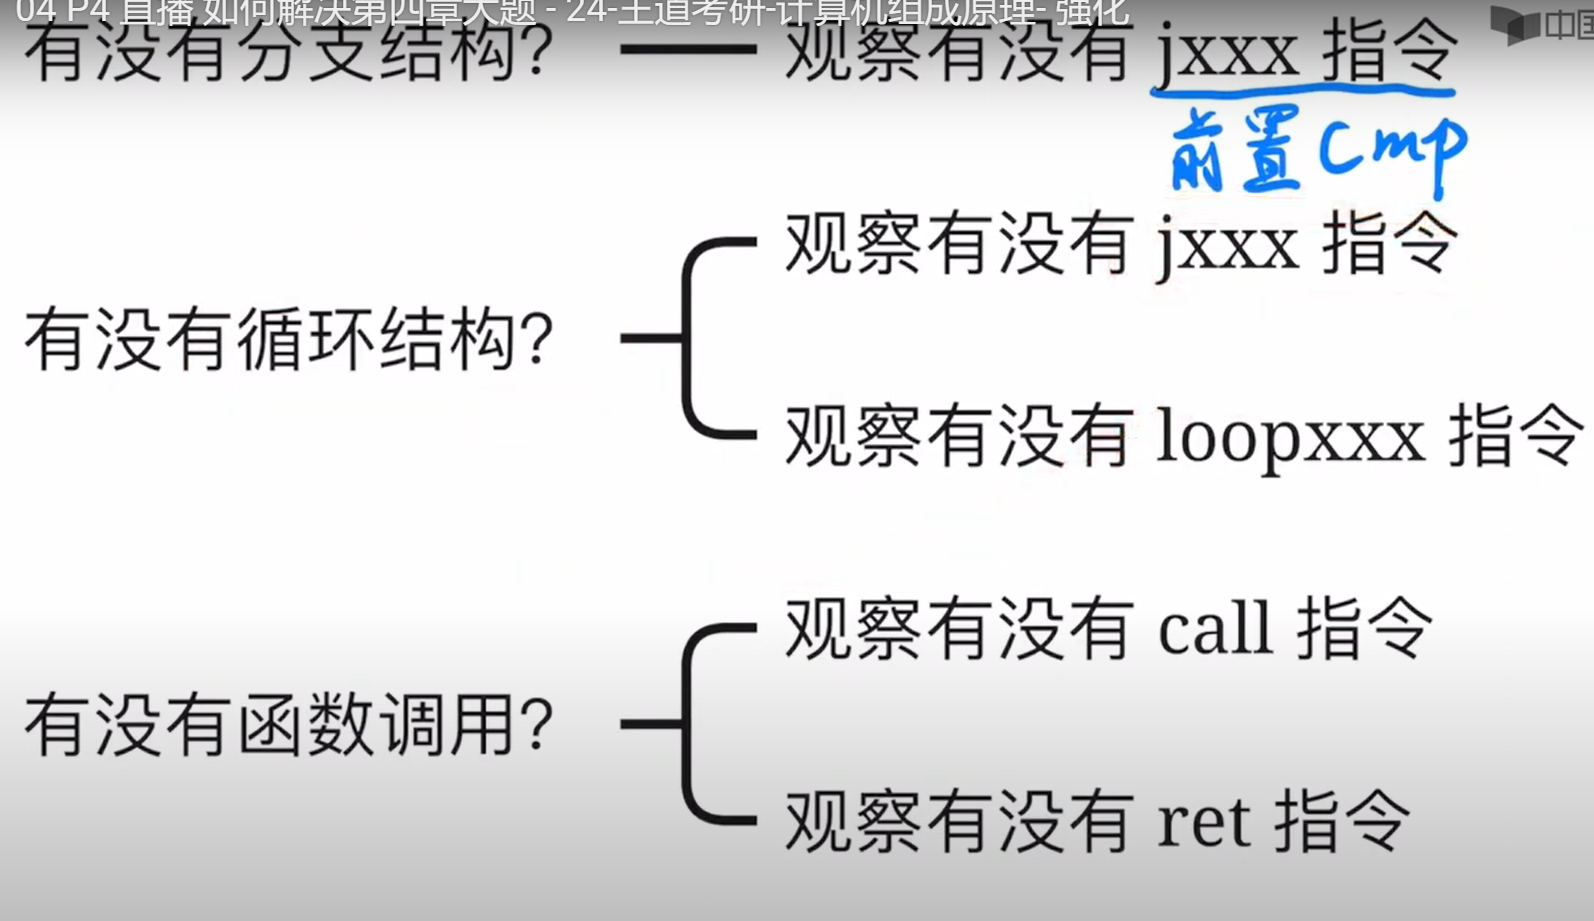 04 P4 直播 如何解决第四章大题 - 24-王道考研-计算机组成原理- 强化
有没有分支结构? 观察有没有 jxxx 指令
前置 Cmp
观察有没有 jxxx 指令
有没有循环结构?
观察有没有 loopxxx 指令
观察有没有 call 指令
有没有函数调用?
观察有没有 ret 指令